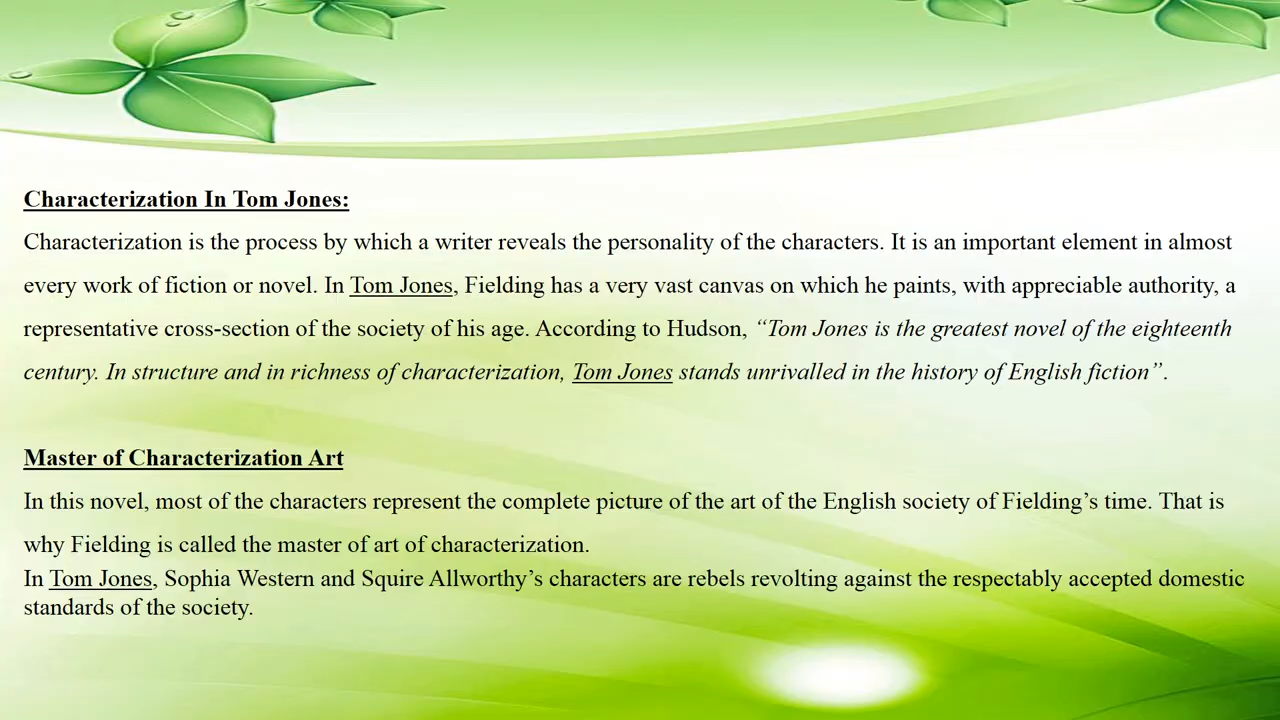 Characterization In Tom Jones:
Characterization is the process by which a writer reveals the personality of the characters. It is an important element in almost
every work of fiction or novel. In Tom Jones, Fielding has a very vast canvas on which he paints, with appreciable authority, a
representative cross-section of the society of his age. According to Hudson, “Tom Jones is the greatest novel of the eighteenth
century. In structure and in richness of characterization, Tom Jones stands unrivalled in the history of English fiction”.
Master of Characterization Art
In this novel, most of the characters represent the complete picture of the art of the English society of Fielding’s time. That is
why Fielding is called the master of art of characterization.
In Tom Jones, Sophia Western and Squire Allworthy’s characters are rebels revolting against the respectably accepted domestic
standards of the society.